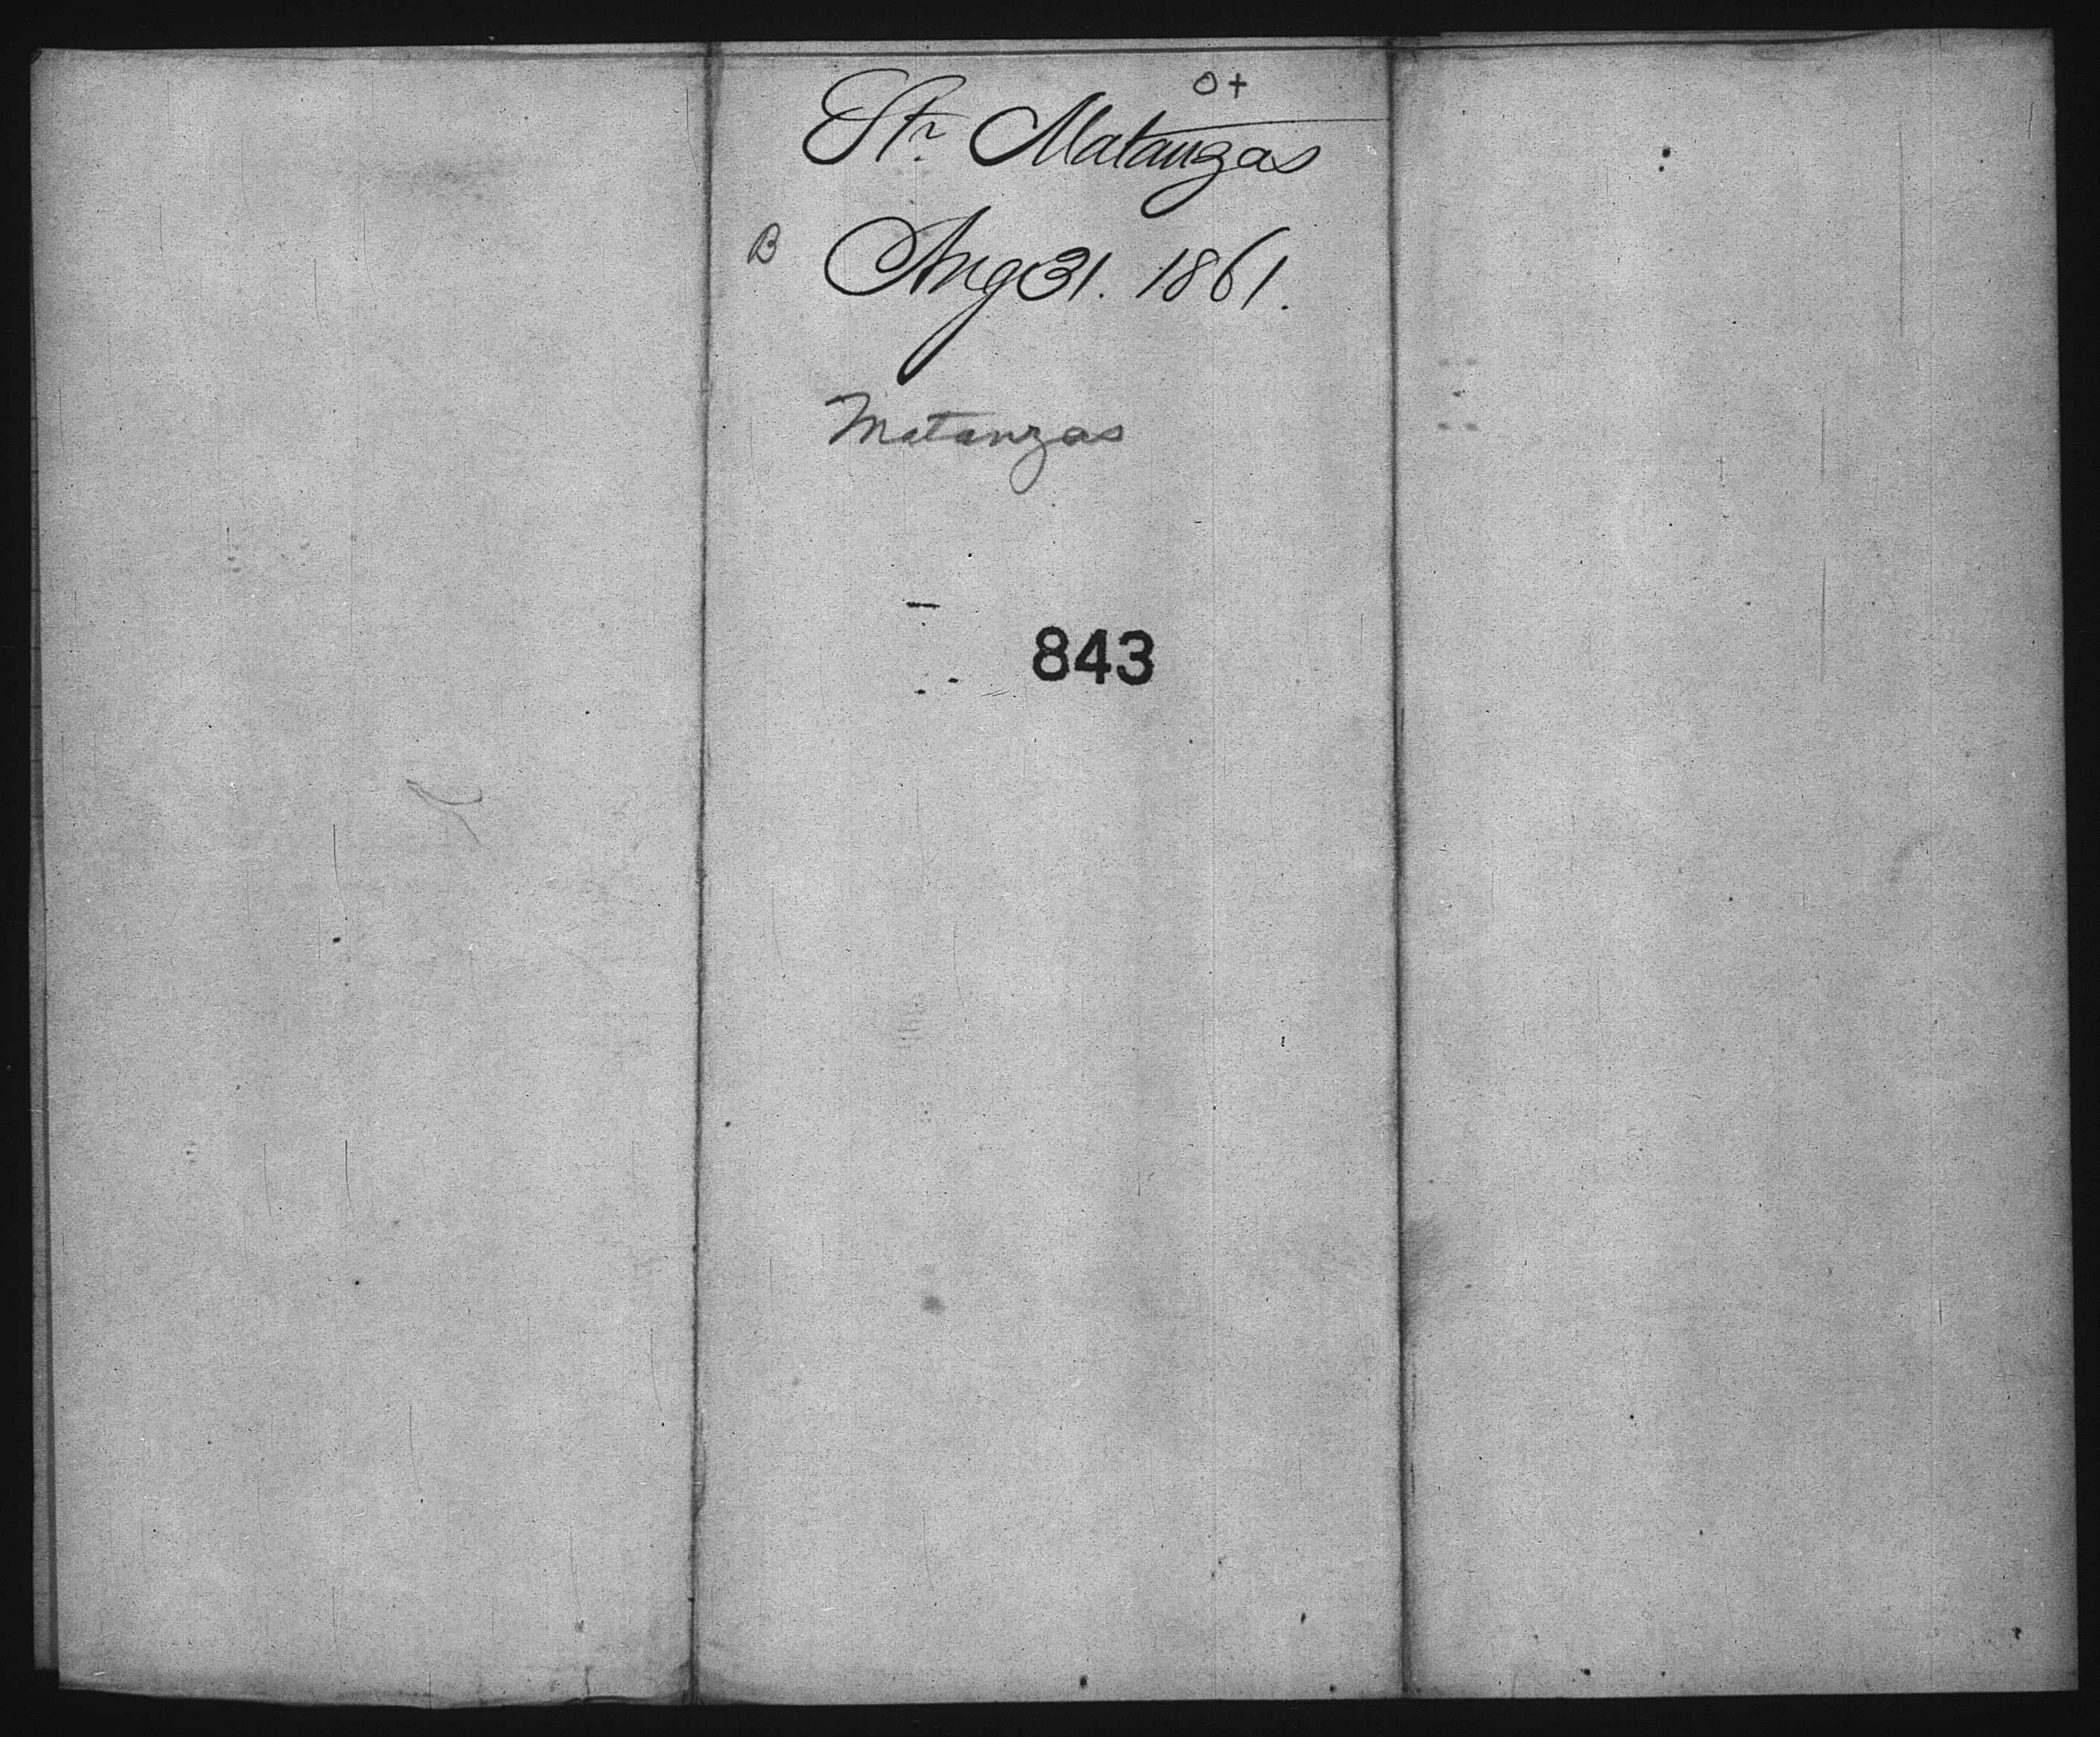 O+
Str. Matanzas
B Aug 31. 1861.
Matanzas
843